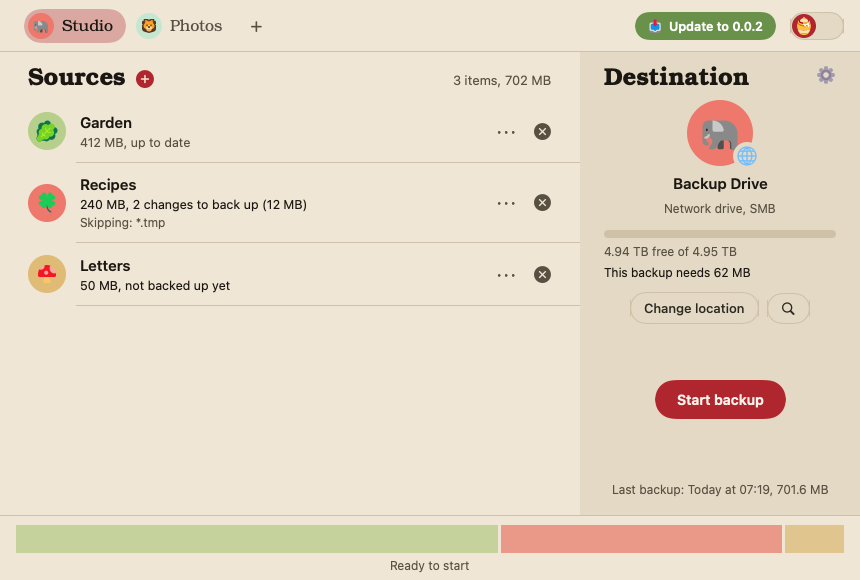 Studio
Photos
+
Update to 0.0.2
Sources
3 items, 702 MB
Garden
412 MB, up to date
Recipes
240 MB, 2 changes to back up (12 MB)
Skipping: *.tmp
Letters
50 MB, not backed up yet
Destination
Backup Drive
Network drive, SMB
4.94 TB free of 4.95 TB
This backup needs 62 MB
Change location
Start backup
Last backup: Today at 07:19, 701.6 MB
Ready to start